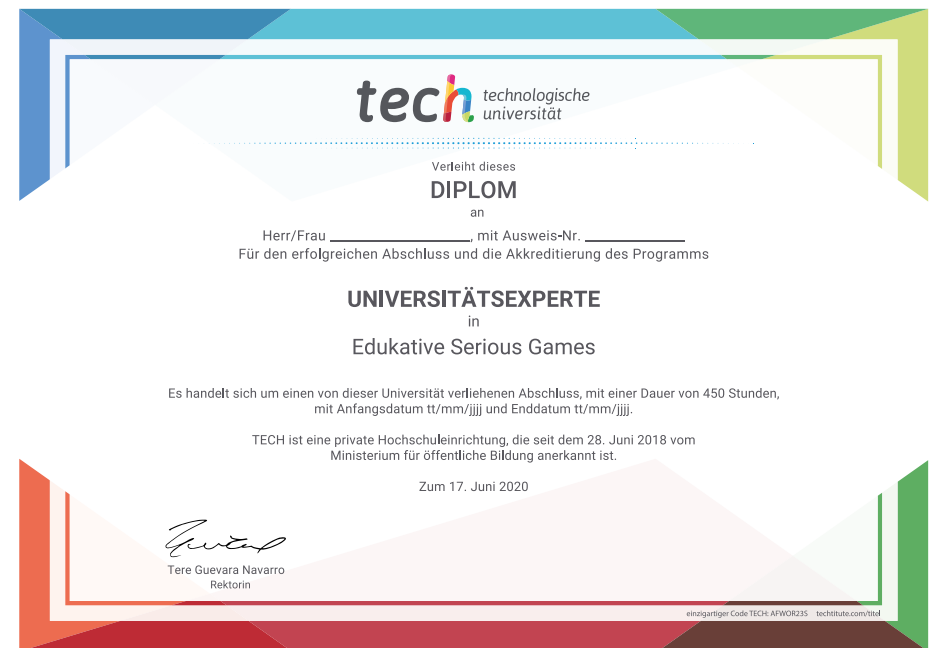 tech technologische
universität
Verleiht dieses
DIPLOM
an
Herr/Frau ______________, mit Ausweis-Nr. __________
Für den erfolgreichen Abschluss und die Akkreditierung des Programms
UNIVERSITÄTSEXPERTE
in
Edukative Serious Games
Es handelt sich um einen von dieser Universität verliehenen Abschluss, mit einer Dauer von 450 Stunden,
mit Anfangsdatum tt/mm/jjjj und Enddatum tt/mm/jjjj.
TECH ist eine private Hochschuleinrichtung, die seit dem 28. Juni 2018 vom
Ministerium für öffentliche Bildung anerkannt ist.
Zum 17. Juni 2020
Tere Guevara Navarro
Rektorin
einzigartiger Code TECH: AFWOR23S techtitute.com/titel